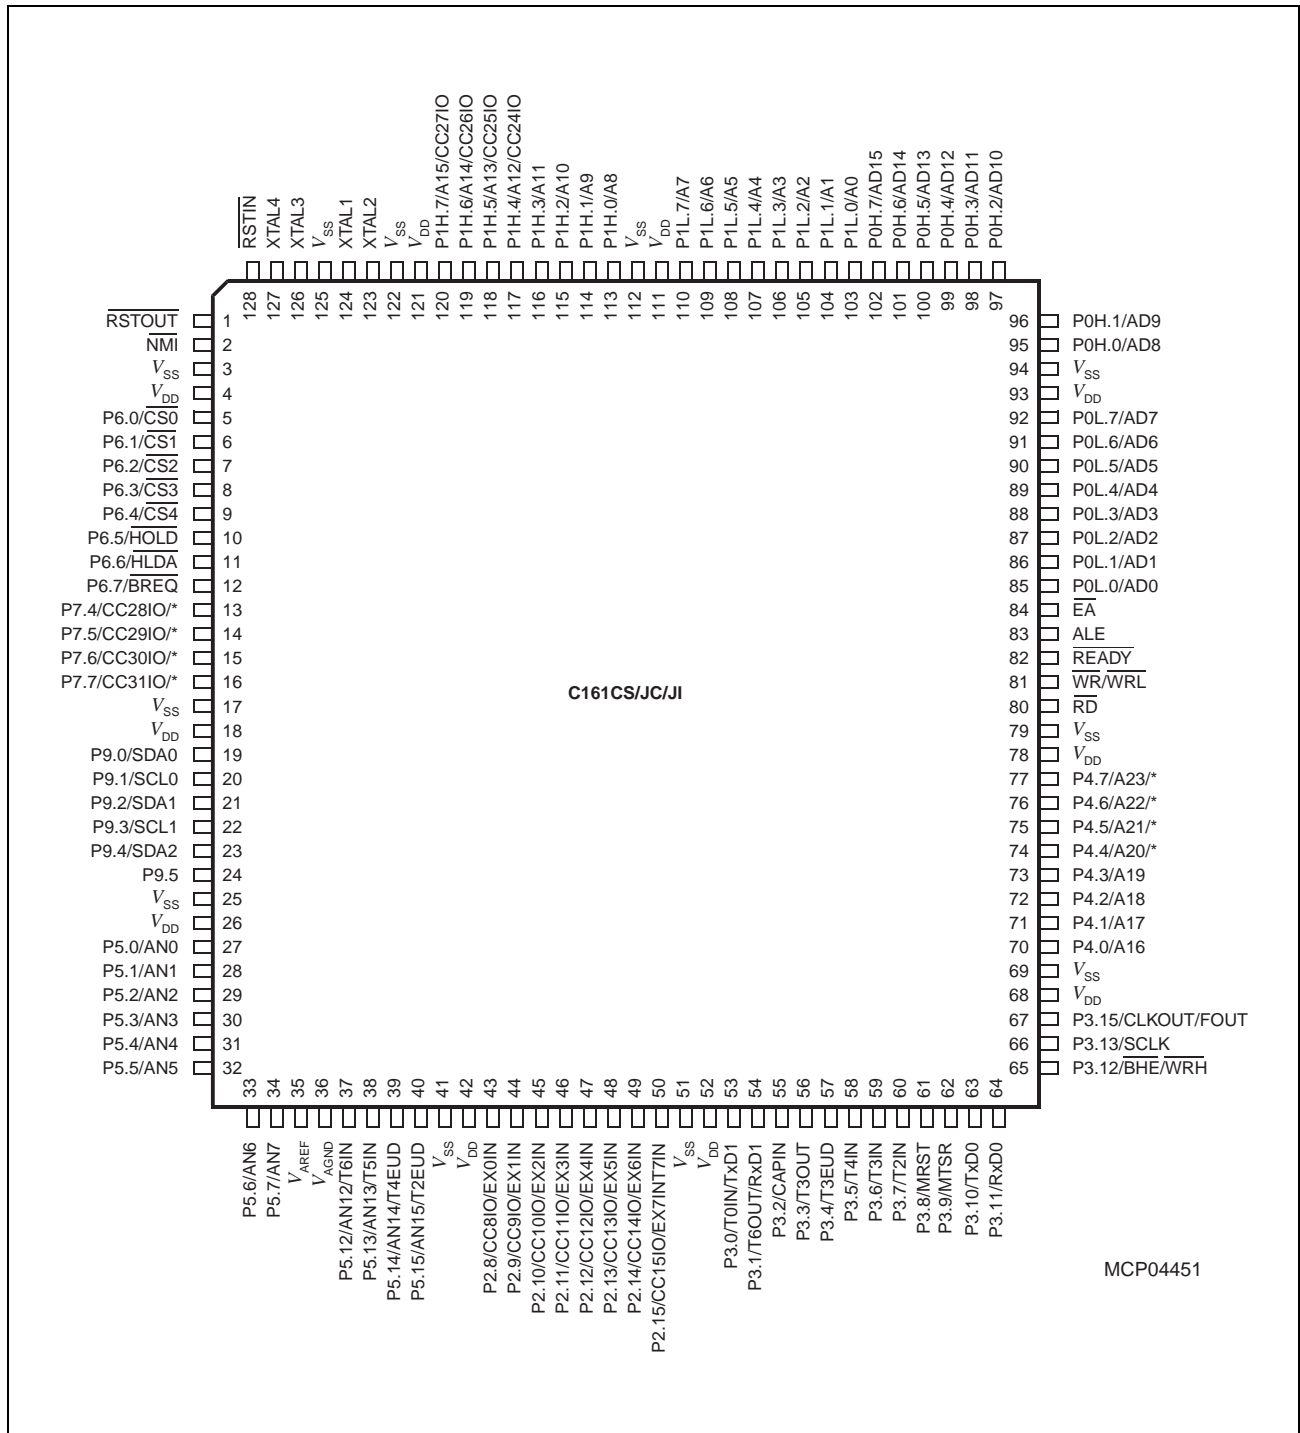 RSTIN
XTAL4
XTAL3
VSS
XTAL1
XTAL2
VSS
VDD
P1H.7/A15/CC27IO
P1H.6/A14/CC26IO
P1H.5/A13/CC25IO
P1H.4/A12/CC24IO
P1H.3/A11
P1H.2/A10
P1H.1/A9
P1H.0/A8
VSS
VDD
P1L.7/A7
P1L.6/A6
P1L.5/A5
P1L.4/A4
P1L.3/A3
P1L.2/A2
P1L.1/A1
P1L.0/A0
P0H.7/AD15
P0H.6/AD14
P0H.5/AD13
P0H.4/AD12
P0H.3/AD11
P0H.2/AD10
128
127
126
125
124
123
122
121
120
119
118
117
116
115
114
113
112
111
110
109
108
107
106
105
104
103
102
101
100
99
98
97
RSTOUT 1
NMI 2
VSS 3
VDD 4
P6.0/CS0 5
P6.1/CS1 6
P6.2/CS2 7
P6.3/CS3 8
P6.4/CS4 9
P6.5/HOLD 10
P6.6/HLDA 11
P6.7/BREQ 12
P7.4/CC28IO/* 13
P7.5/CC29IO/* 14
P7.6/CC30IO/* 15
P7.7/CC31IO/* 16
VSS 17
VDD 18
P9.0/SDA0 19
P9.1/SCL0 20
P9.2/SDA1 21
P9.3/SCL1 22
P9.4/SDA2 23
P9.5 24
VSS 25
VDD 26
P5.0/AN0 27
P5.1/AN1 28
P5.2/AN2 29
P5.3/AN3 30
P5.4/AN4 31
P5.5/AN5 32
C161CS/JC/JI
96 P0H.1/AD9
95 P0H.0/AD8
94 VSS
93 VDD
92 P0L.7/AD7
91 P0L.6/AD6
90 P0L.5/AD5
89 P0L.4/AD4
88 P0L.3/AD3
87 P0L.2/AD2
86 P0L.1/AD1
85 P0L.0/AD0
84 EA
83 ALE
82 READY
81 WR/WRL
80 RD
79 VSS
78 VDD
77 P4.7/A23/*
76 P4.6/A22/*
75 P4.5/A21/*
74 P4.4/A20/*
73 P4.3/A19
72 P4.2/A18
71 P4.1/A17
70 P4.0/A16
69 VSS
68 VDD
67 P3.15/CLKOUT/FOUT
66 P3.13/SCLK
65 P3.12/BHE/WRH
33
34
35
36
37
38
39
40
41
42
43
44
45
46
47
48
49
50
51
52
53
54
55
56
57
58
59
60
61
62
63
64
P5.6/AN6
P5.7/AN7
VAREF
VAGND
P5.12/AN12/T6IN
P5.13/AN13/T5IN
P5.14/AN14/T4EUD
P5.15/AN15/T2EUD
VSS
VDD
P2.8/CC8IO/EX0IN
P2.9/CC9IO/EX1IN
P2.10/CC10IO/EX2IN
P2.11/CC11IO/EX3IN
P2.12/CC12IO/EX4IN
P2.13/CC13IO/EX5IN
P2.14/CC14IO/EX6IN
P2.15/CC15IO/EX7INT7IN
VSS
VDD
P3.0/T0IN/TxD1
P3.1/T6OUT/RxD1
P3.2/CAPIN
P3.3/T3OUT
P3.4/T3EUD
P3.5/T4IN
P3.6/T3IN
P3.7/T2IN
P3.8/MRST
P3.9/MTSR
P3.10/TxD0
P3.11/RxD0
MCP04451